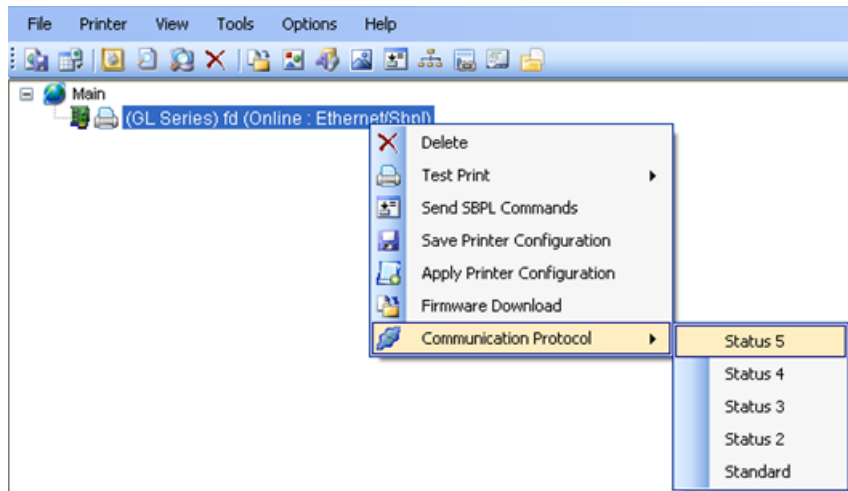 File Printer View Tools Options Help
Main
(GL Series) fd (Online : Ethernet/Sbpl)
Delete
Test Print
Send SBPL Commands
Save Printer Configuration
Apply Printer Configuration
Firmware Download
Communication Protocol
Status 5
Status 4
Status 3
Status 2
Standard